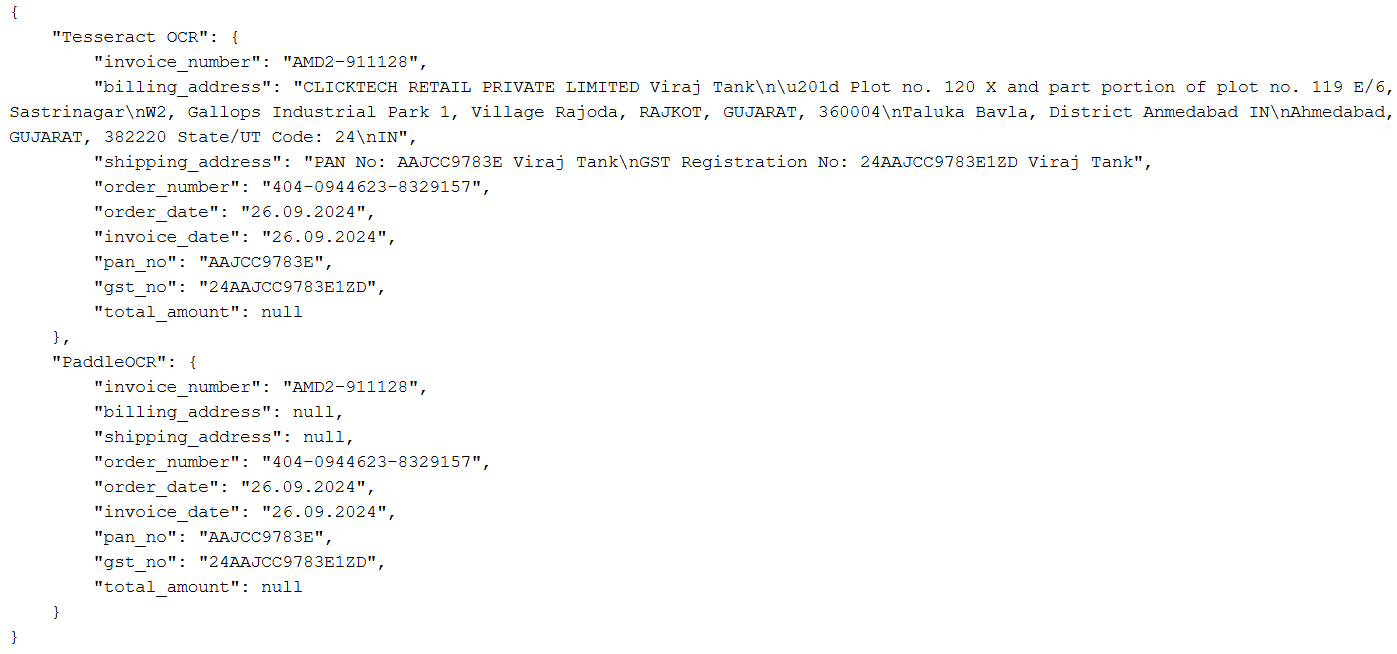 {
    "Tesseract OCR": {
        "invoice_number": "AMD2-911128",
        "billing_address": "CLICKTECH RETAIL PRIVATE LIMITED Viraj Tank\n\u201d Plot no. 120 X and part portion of plot no. 119 E/6,
Sastrinagar\nW2, Gallops Industrial Park 1, Village Rajoda, RAJKOT, GUJARAT, 360004\nTaluka Bavla, District Anmedabad IN\nAhmedabad,
GUJARAT, 382220 State/UT Code: 24\nIN",
        "shipping_address": "PAN No: AAJCC9783E Viraj Tank\nGST Registration No: 24AAJCC9783E1ZD Viraj Tank",
        "order_number": "404-0944623-8329157",
        "order_date": "26.09.2024",
        "invoice_date": "26.09.2024",
        "pan_no": "AAJCC9783E",
        "gst_no": "24AAJCC9783E1ZD",
        "total_amount": null
    },
    "PaddleOCR": {
        "invoice_number": "AMD2-911128",
        "billing_address": null,
        "shipping_address": null,
        "order_number": "404-0944623-8329157",
        "order_date": "26.09.2024",
        "invoice_date": "26.09.2024",
        "pan_no": "AAJCC9783E",
        "gst_no": "24AAJCC9783E1ZD",
        "total_amount": null
    }
}